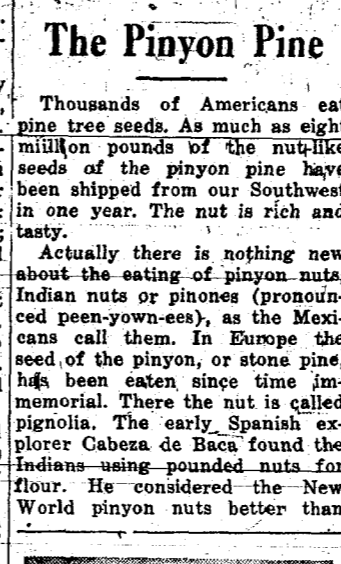 The Pinyon Pine
Thousands of Americans eat
pine tree seeds. As much as eight
million pounds of the nut-like
seeds of the pinyon pine have
been shipped from our Southwest
in one year. The nut is rich and
tasty.
Actually there is nothing new
about the eating of pinyon nuts,
Indian nuts or pinones (pronoun-
ced peen-yown-ees), as the Mexi-
cans call them. In Europe the
seed of the pinyon, or stone pine,
has been eaten since time im-
memorial. There the nut is called
pignolia. The early Spanish ex-
plorer Cabeza de Baca found the
Indians using pounded nuts for
flour. He considered the New
World pinyon nuts better than